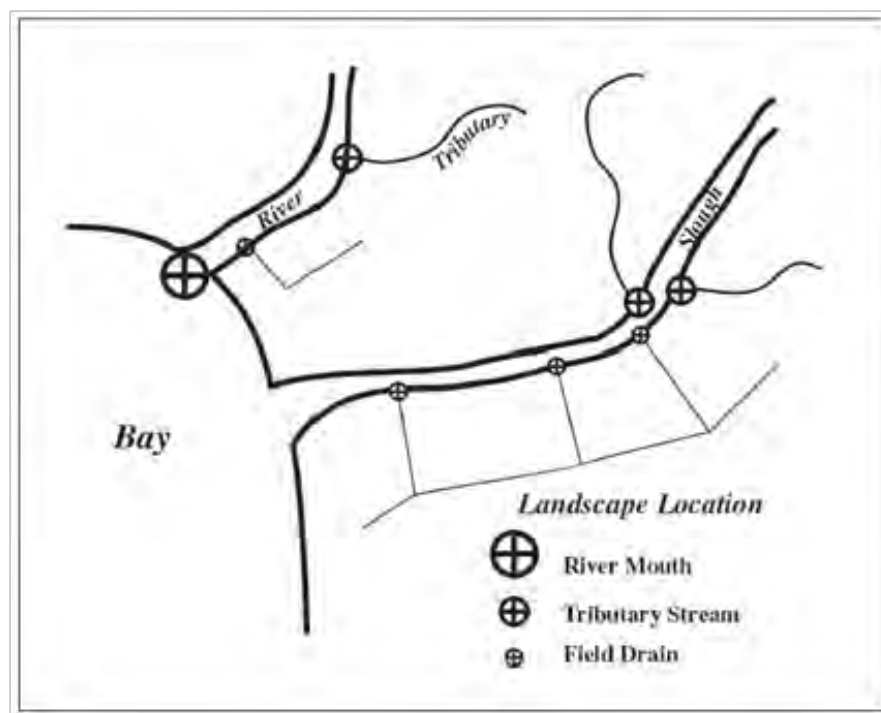 Tributary
River
Slough
Bay
Landscape Location
River Mouth
Tributary Stream
Field Drain